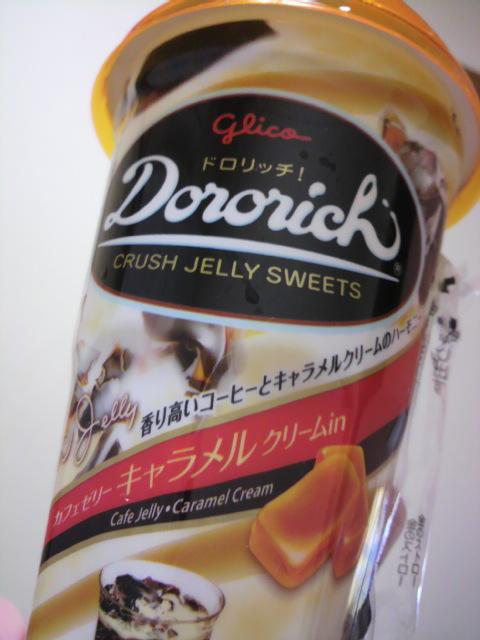 glico
ドロリッチ!
Dororich
CRUSH JELLY SWEETS
Jelly
香り高いコーヒーとキャラメルクリームのハーモニー
カフェゼリー キャラメル クリームin
Cafe Jelly・Caramel Cream